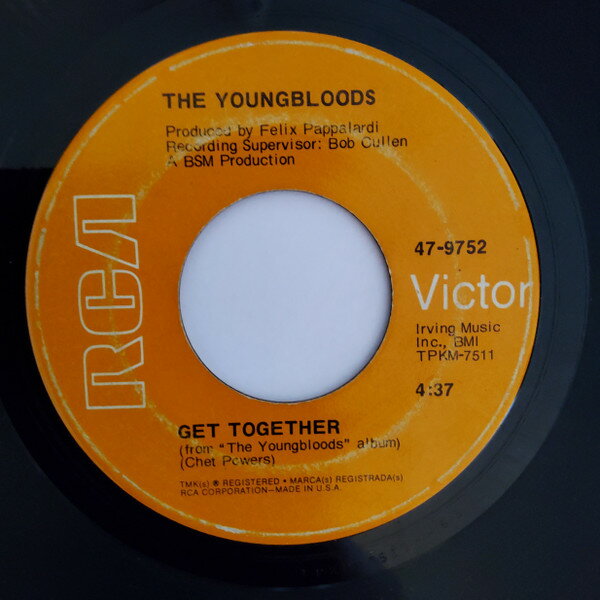 THE YOUNGBLOODS
Produced by Felix Pappalardi
Recording Supervisor: Bob Cullen
A BSM Production
RCA
47-9752
Victor
Irving Music
Inc., BMI
TPKM-7511
4:37
GET TOGETHER
(from "The Youngbloods" album)
(Chet Powers)
TMK(s) ® REGISTERED • MARCA(s) REGISTRADA(s)
RCA CORPORATION—MADE IN U.S.A.